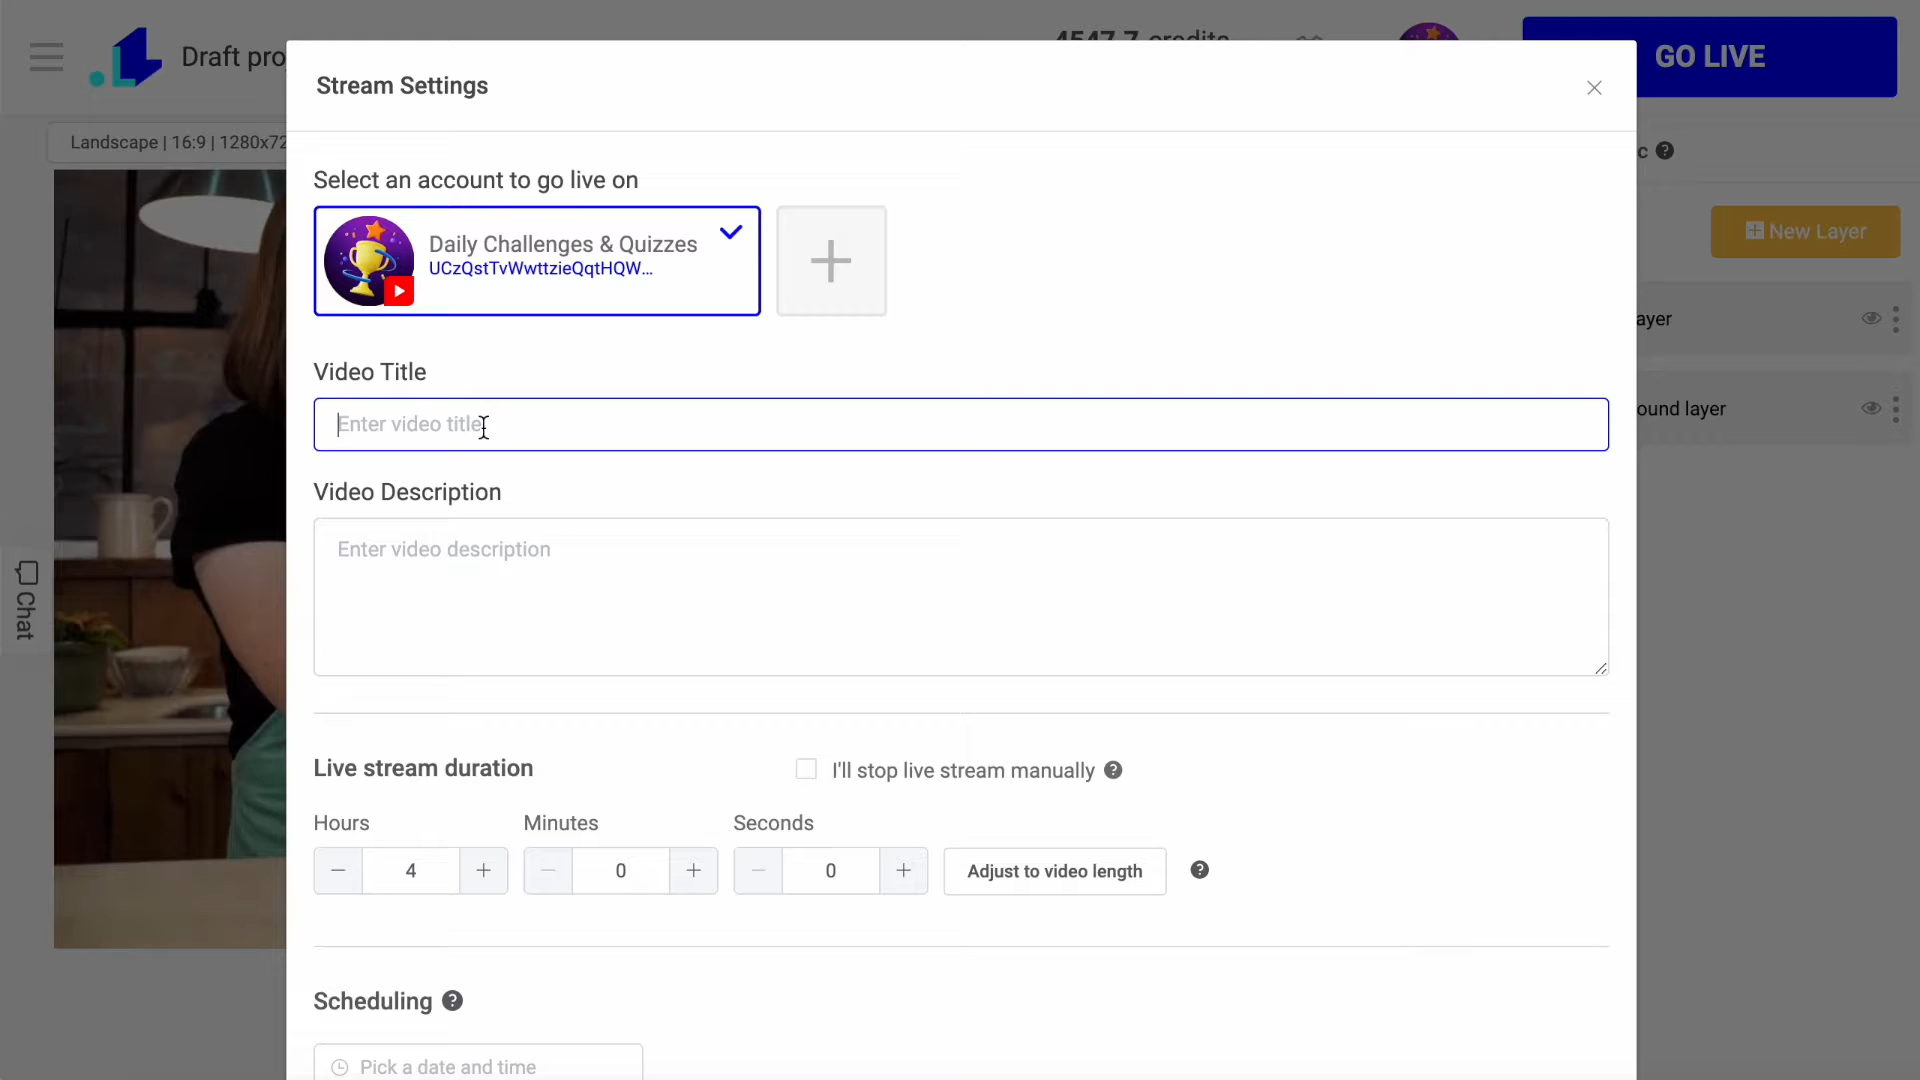 Draft pro
4547.7 credits
GO LIVE
Stream Settings
Landscape | 16:9 | 1280x72
c
Select an account to go live on
Daily Challenges & Quizzes
UCzQstTvWwttzieQqtHQW...
New Layer
ayer
Video Title
Enter video title
ound layer
Video Description
Enter video description
Chat
Live stream duration
I'll stop live stream manually
Hours
Minutes
Seconds
4
0
0
Adjust to video length
Scheduling
Pick a date and time